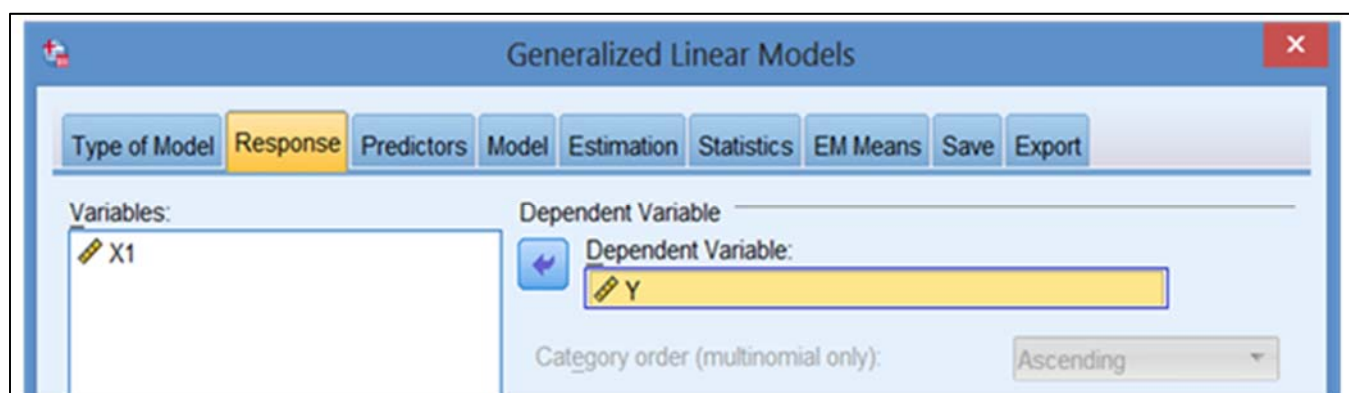 Generalized Linear Models
Type of Model Response Predictors Model Estimation Statistics EM Means Save Export
Variables:
X1
Dependent Variable
Dependent Variable:
Y
Category order (multinomial only):
Ascending